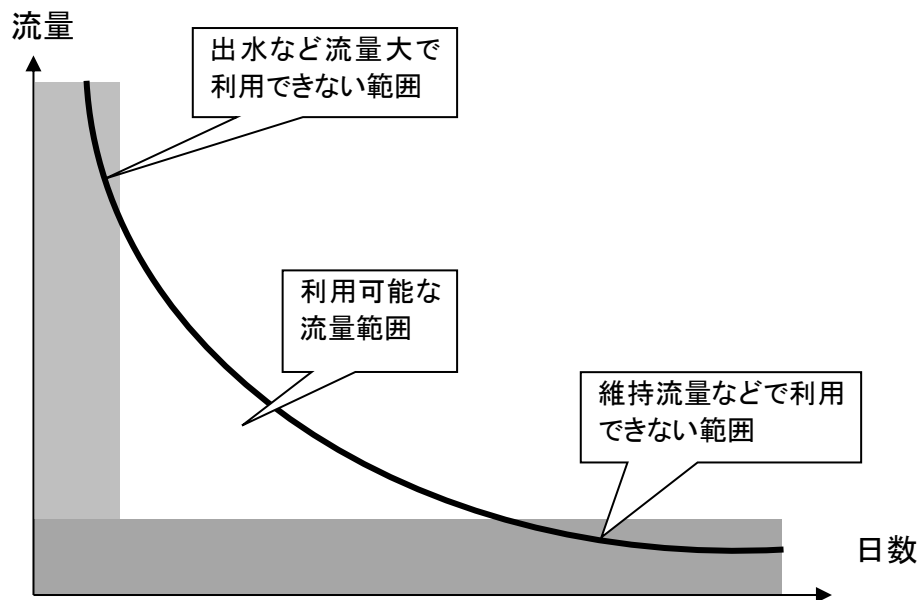 流量
出水など流量大で
利用できない範囲
利用可能な
流量範囲
維持流量などで利用
できない範囲
日数